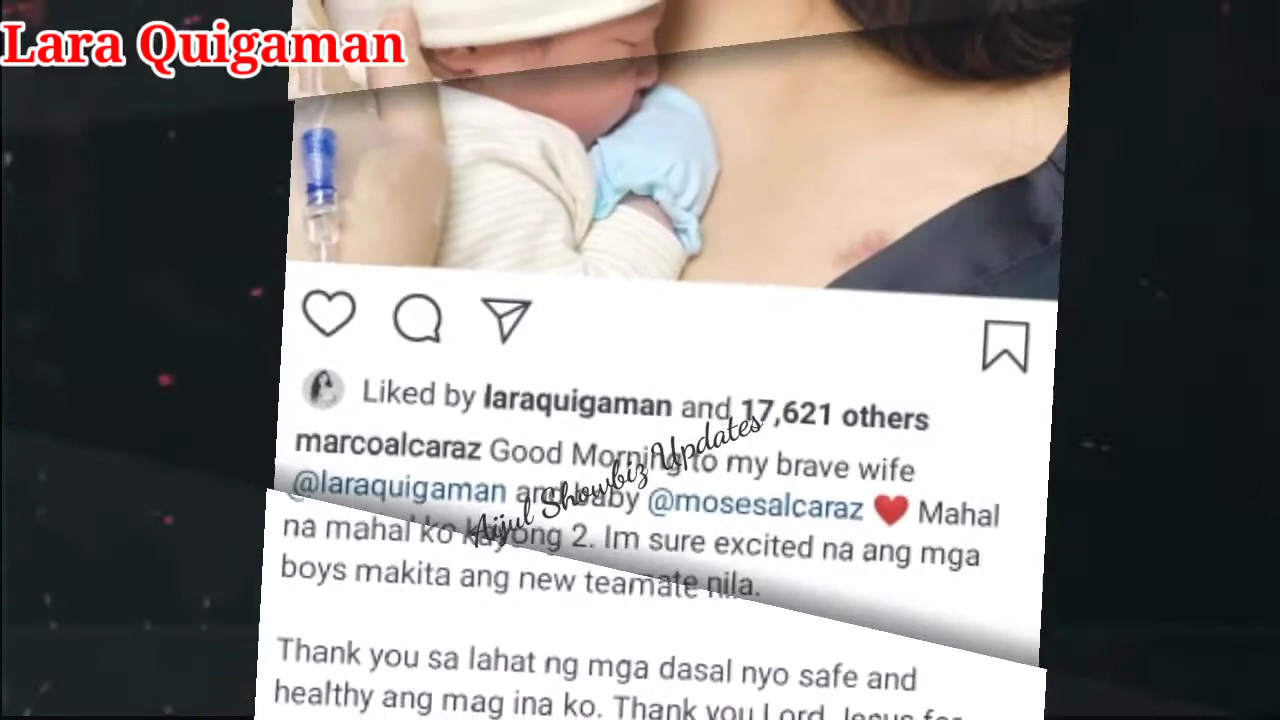 Lara Quigaman
Liked by laraquigaman and 17,621 others
marcoalcaraz Good Morning to my brave wife
@laraquigaman and baby @mosesalcaraz ❤️ Mahal
na mahal ko kayong 2. Im sure excited na ang mga
boys makita ang new teamate nila.
Aijul Showbiz Updates
Thank you sa lahat ng mga dasal nyo safe and
healthy ang mag ina ko. Thank you Lord Jesus for